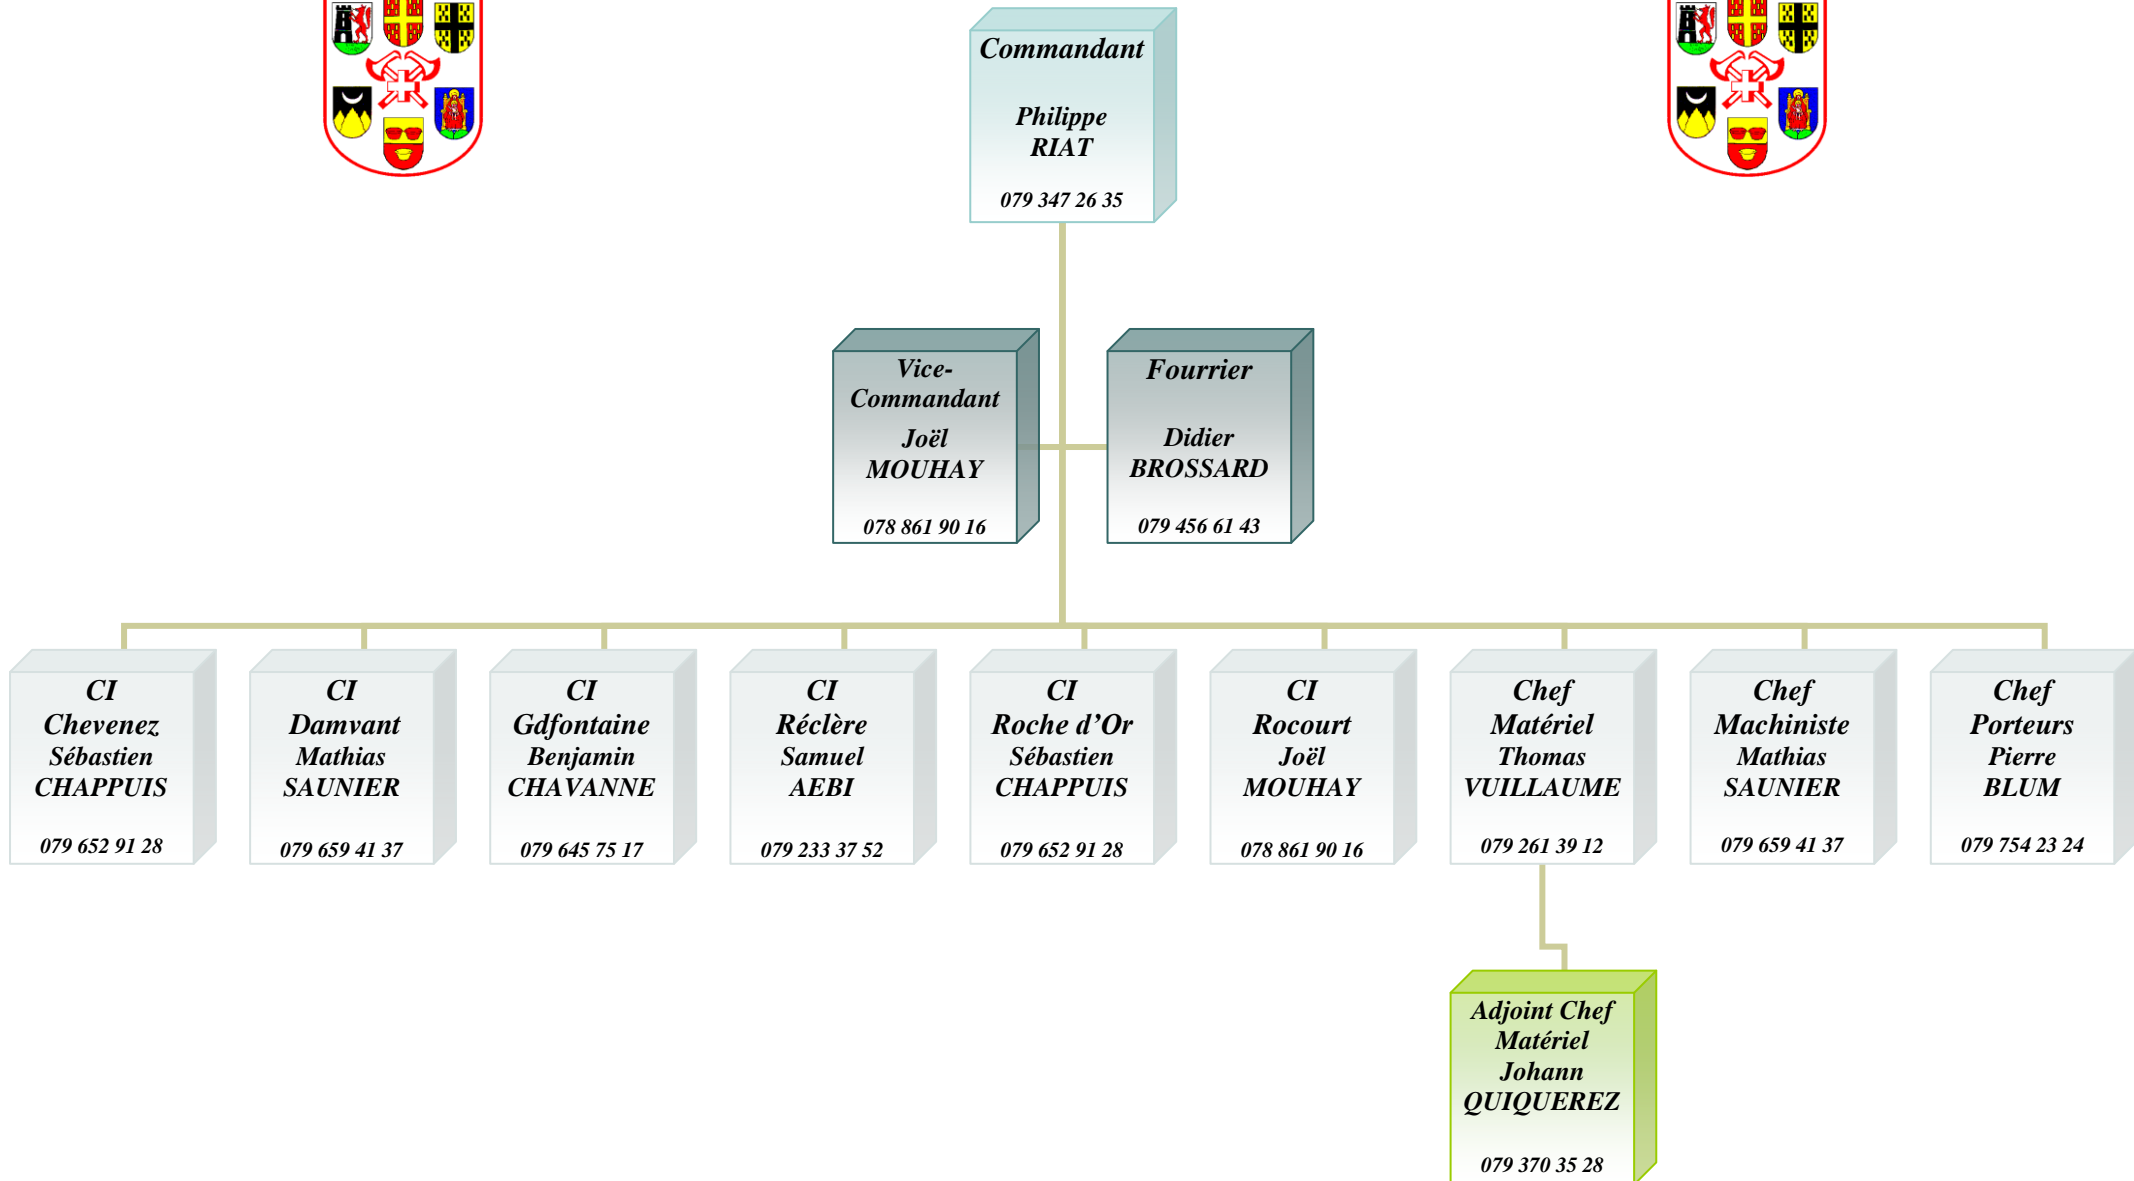 Commandant
Philippe
RIAT
079 347 26 35
Vice-
Commandant
Joël
MOUHAY
078 861 90 16
Fourrier
Didier
BROSSARD
079 456 61 43
CI
Chevenez
Sébastien
CHAPPUIS
079 652 91 28
CI
Damvant
Mathias
SAUNIER
079 659 41 37
CI
Gdfontaine
Benjamin
CHAVANNE
079 645 75 17
CI
Réclère
Samuel
AEBI
079 233 37 52
CI
Roche d’Or
Sébastien
CHAPPUIS
079 652 91 28
CI
Rocourt
Joël
MOUHAY
078 861 90 16
Chef
Matériel
Thomas
VUILLAUME
079 261 39 12
Chef
Machiniste
Mathias
SAUNIER
079 659 41 37
Chef
Porteurs
Pierre
BLUM
079 754 23 24
Adjoint Chef
Matériel
Johann
QUIQUEREZ
079 370 35 28